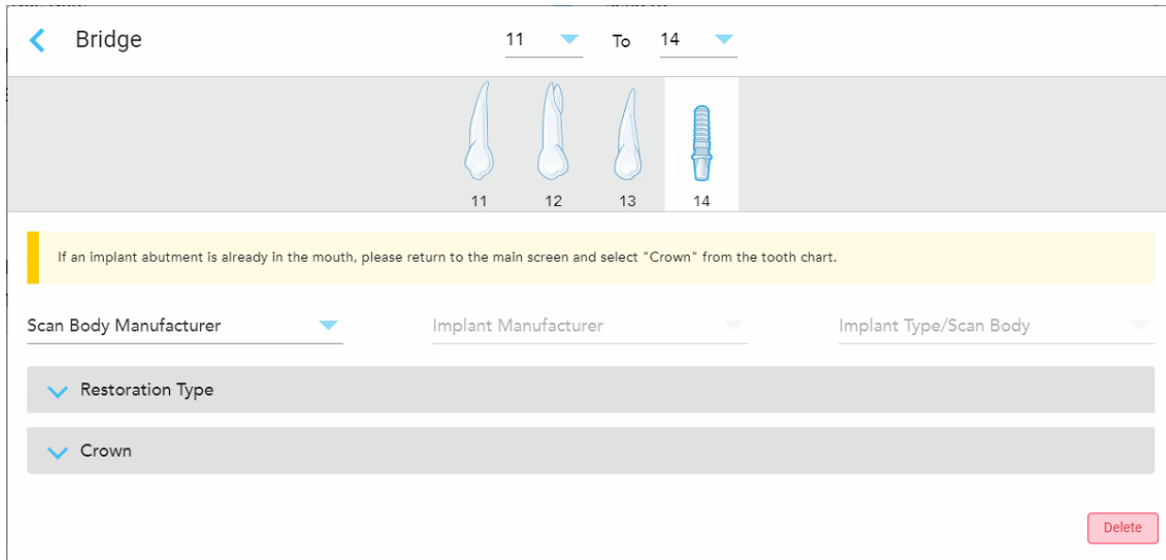 Bridge
11 To 14
11 12 13 14
If an implant abutment is already in the mouth, please return to the main screen and select "Crown" from the tooth chart.
Scan Body Manufacturer Implant Manufacturer Implant Type/Scan Body
Restoration Type
Crown
Delete